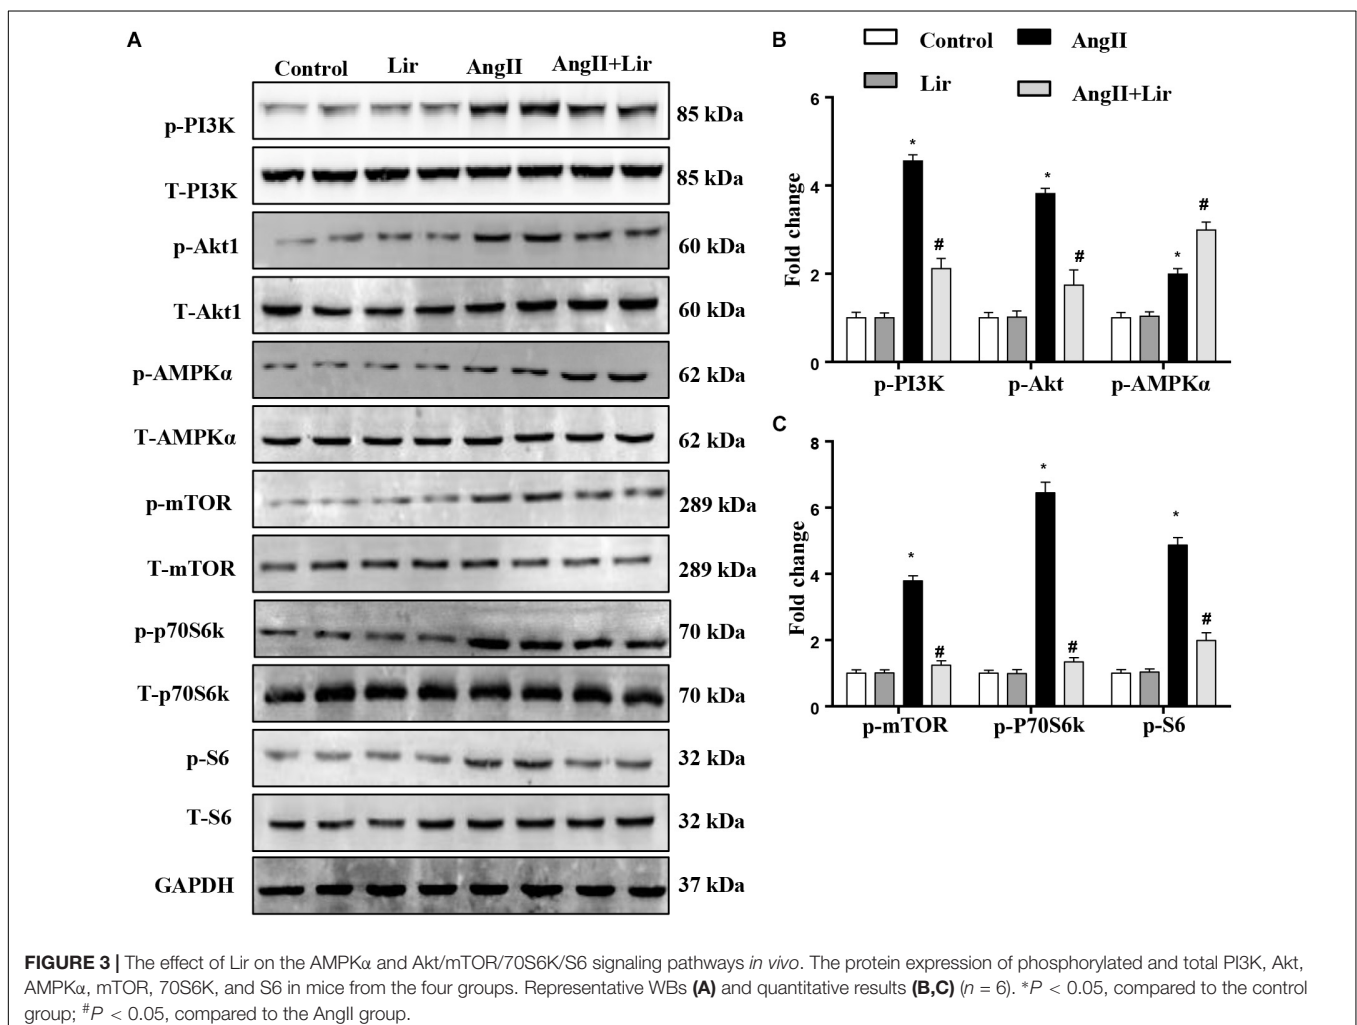 A
Control Lir AngII AngII+Lir
p-PI3K 85 kDa
T-PI3K 85 kDa
p-Akt1 60 kDa
T-Akt1 60 kDa
p-AMPKα 62 kDa
T-AMPKα 62 kDa
p-mTOR 289 kDa
T-mTOR 289 kDa
p-p70S6k 70 kDa
T-p70S6k 70 kDa
p-S6 32 kDa
T-S6 32 kDa
GAPDH 37 kDa
B
Control AngII
Lir AngII+Lir
Fold change
6
4
2
0
* # * # * #
p-PI3K p-Akt p-AMPKα
C
Fold change
8
6
4
2
0
* # * # * #
p-mTOR p-P70S6k p-S6
FIGURE 3 | The effect of Lir on the AMPKα and Akt/mTOR/70S6K/S6 signaling pathways in vivo. The protein expression of phosphorylated and total PI3K, Akt,
AMPKα, mTOR, 70S6K, and S6 in mice from the four groups. Representative WBs (A) and quantitative results (B,C) (n = 6). *P < 0.05, compared to the control
group; #P < 0.05, compared to the AngII group.